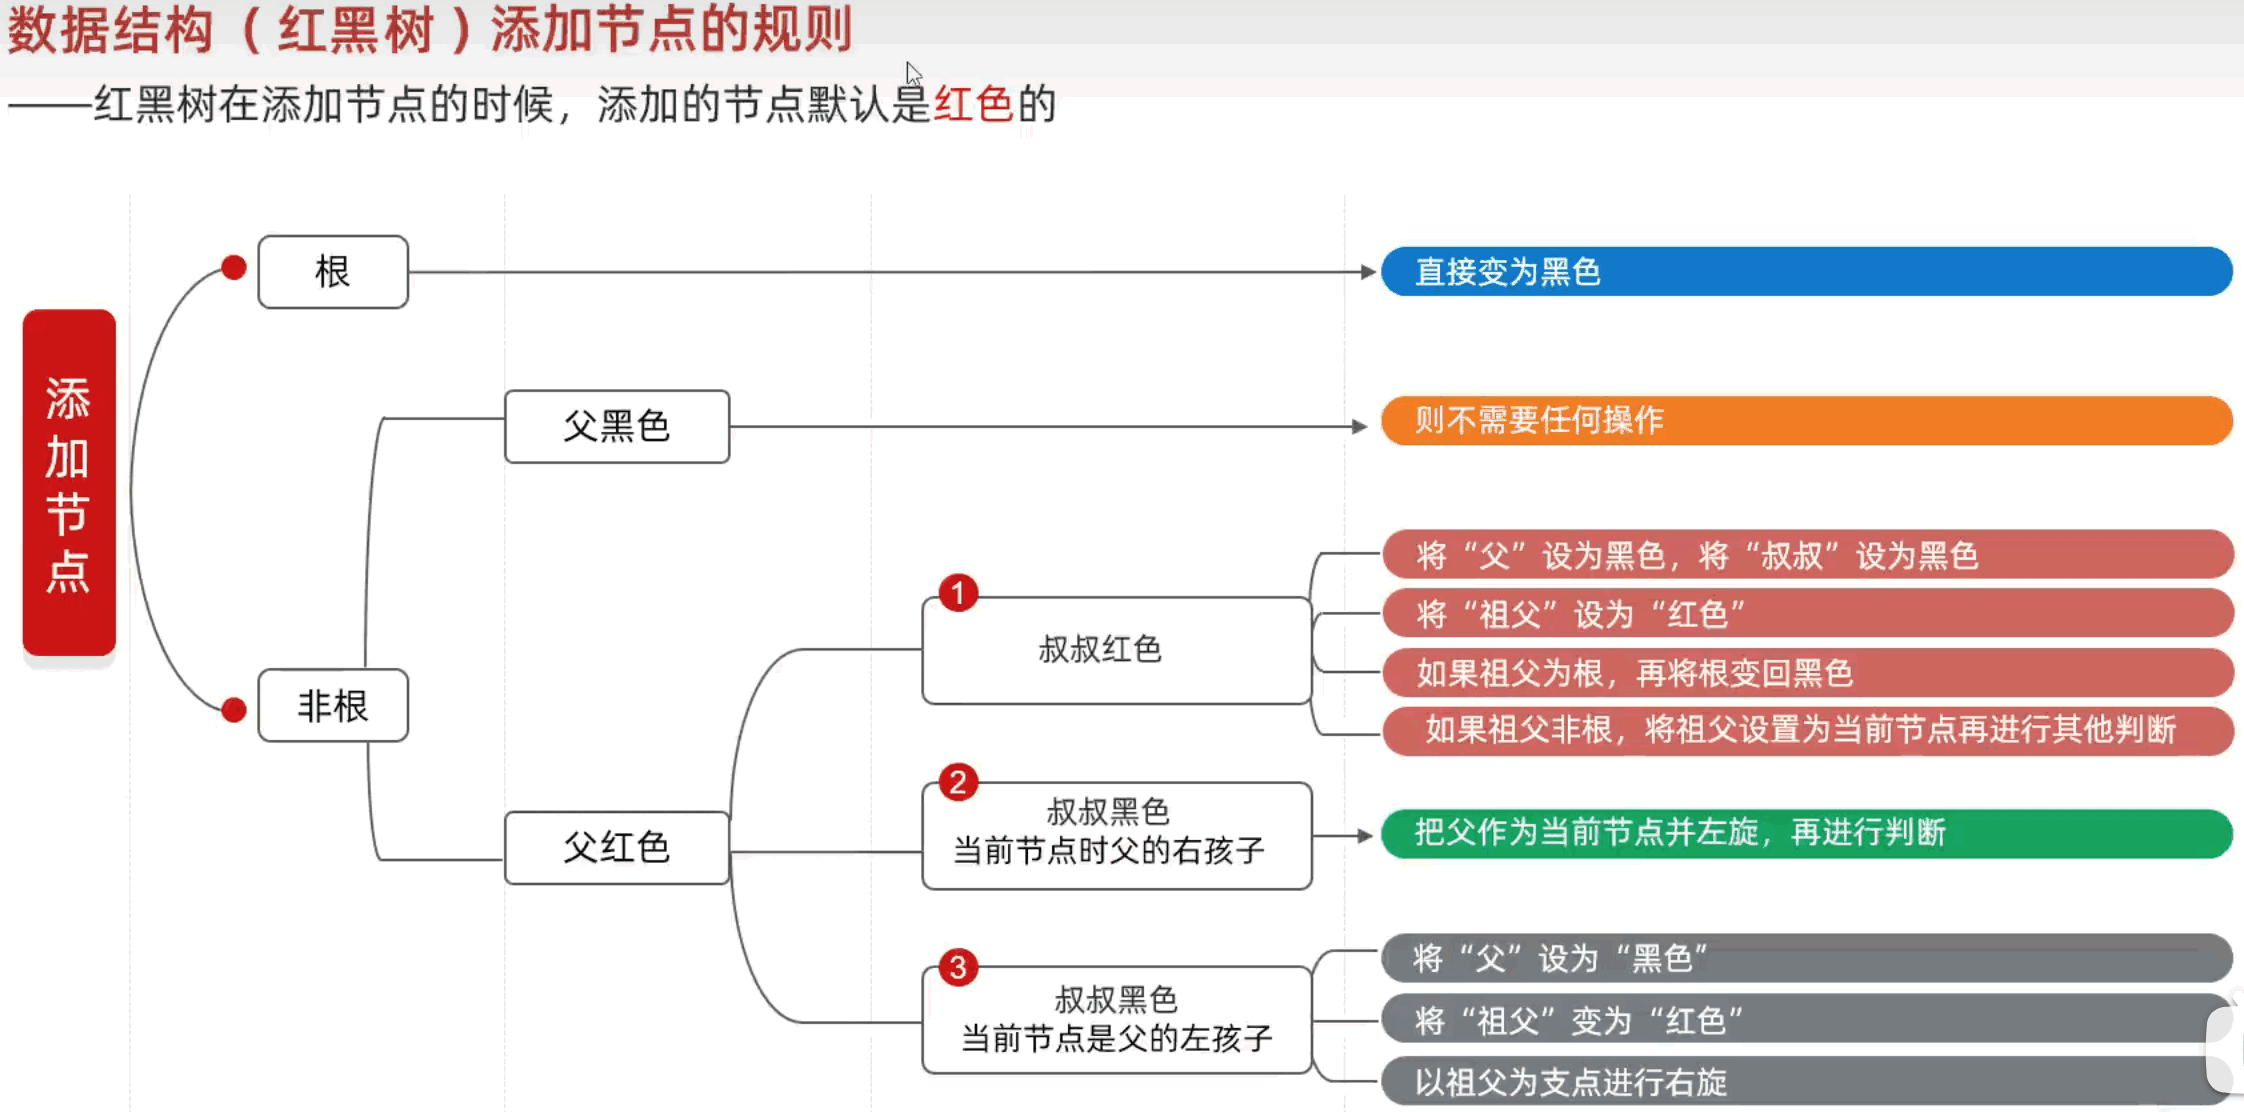 数据结构（红黑树）添加节点的规则
——红黑树在添加节点的时候，添加的节点默认是红色的
添加节点
根
直接变为黑色
非根
父黑色
则不需要任何操作
父红色
1
叔叔红色
将“父”设为黑色，将“叔叔”设为黑色
将“祖父”设为“红色”
如果祖父为根，再将根变回黑色
如果祖父非根，将祖父设置为当前节点再进行其他判断
2
叔叔黑色
当前节点时父的右孩子
把父作为当前节点并左旋，再进行判断
3
叔叔黑色
当前节点是父的左孩子
将“父”设为“黑色”
将“祖父”变为“红色”
以祖父为支点进行右旋